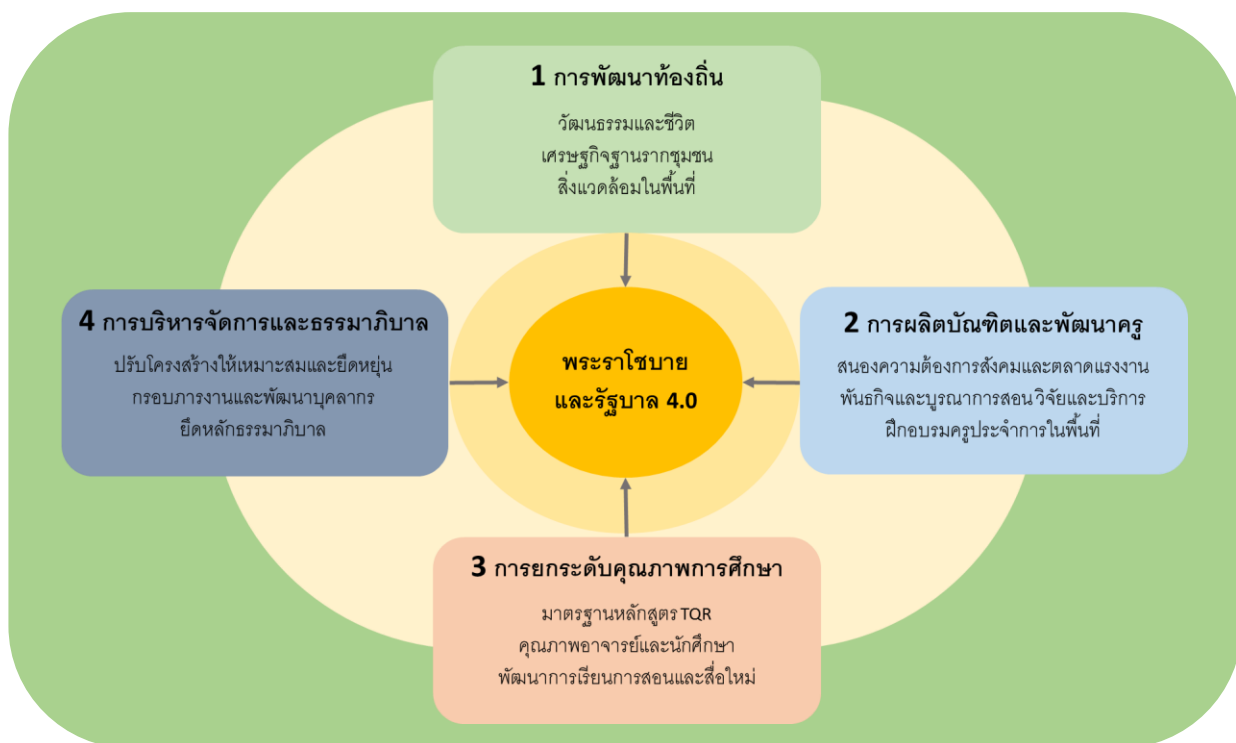 1 การพัฒนาท้องถิ่น
วัฒนธรรมและชีวิต
เศรษฐกิจฐานรากชุมชน
สิ่งแวดล้อมในพื้นที่
4 การบริหารจัดการและธรรมาภิบาล
ปรับโครงสร้างให้เหมาะสมและยืดหยุ่น
กรอบภารงานและพัฒนาบุคลากร
ยึดหลักธรรมาภิบาล
พระราโชบาย
และรัฐบาล 4.0
2 การผลิตบัณฑิตและพัฒนาครู
สนองความต้องการสังคมและตลาดแรงงาน
พันธกิจและบูรณาการสอน วิจัยและบริการ
ฝึกอบรมครูประจำการในพื้นที่
3 การยกระดับคุณภาพการศึกษา
มาตรฐานหลักสูตร TQR
คุณภาพอาจารย์และนักศึกษา
พัฒนาการเรียนการสอนและสื่อใหม่